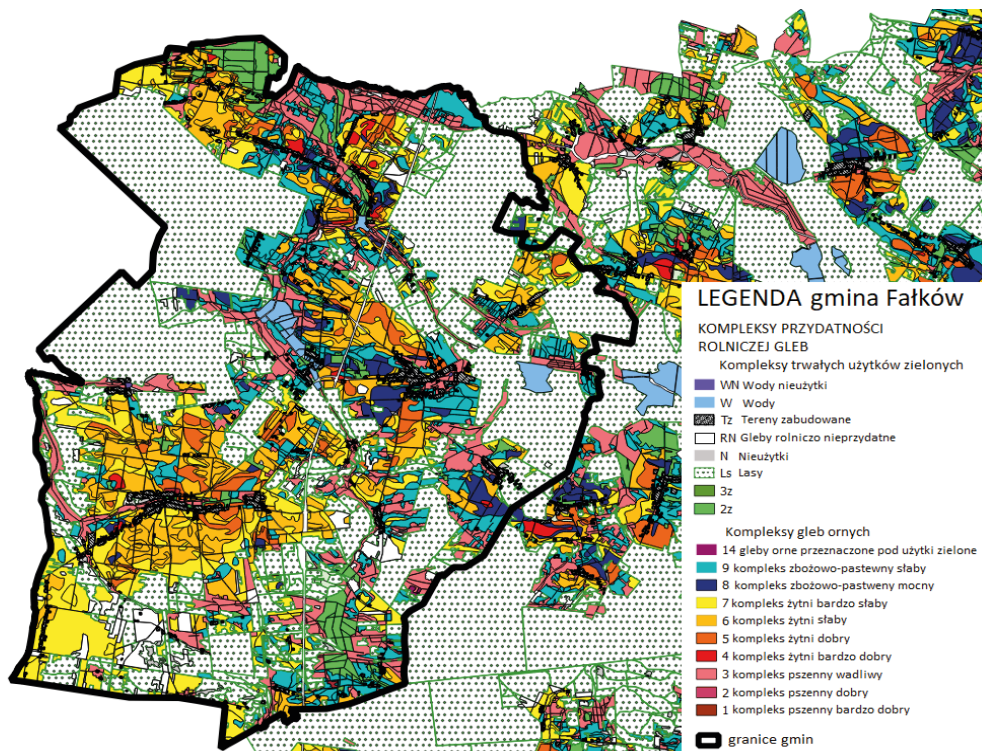 LEGENDA gmina Fałków
KOMPLEKSY PRZYDATNOŚCI
ROLNICZEJ GLEB
Kompleksy trwałych użytków zielonych
WN Wody nieużytki
W Wody
Tz Tereny zabudowane
RN Gleby rolniczo nieprzydatne
N Nieużytki
Ls Lasy
3z
2z
Kompleksy gleb ornych
14 gleby orne przeznaczone pod użytki zielone
9 kompleks zbożowo-pastewny słaby
8 kompleks zbożowo-pastweny mocny
7 kompleks żytni bardzo słaby
6 kompleks żytni słaby
5 kompleks żytni dobry
4 kompleks żytni bardzo dobry
3 kompleks pszenny wadliwy
2 kompleks pszenny dobry
1 kompleks pszenny bardzo dobry
granice gmin